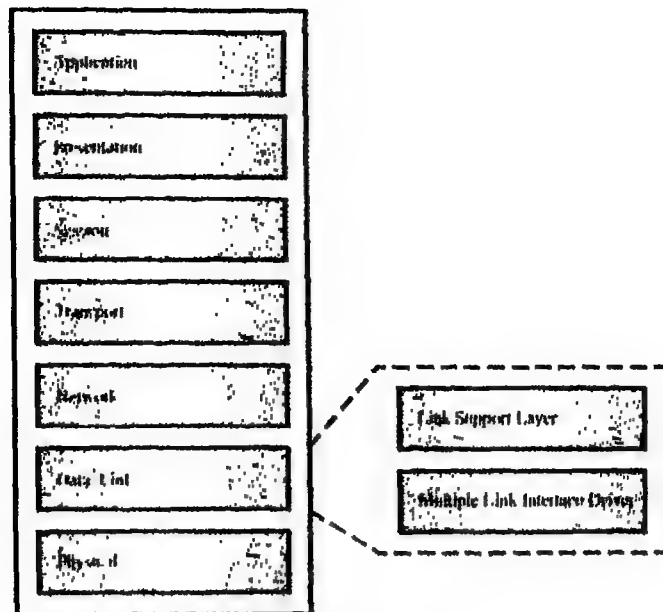 Application
Presentation
Session
Transport
Network
Data Link
Physical
Link Support Layer
Multiple Link Interface Driver